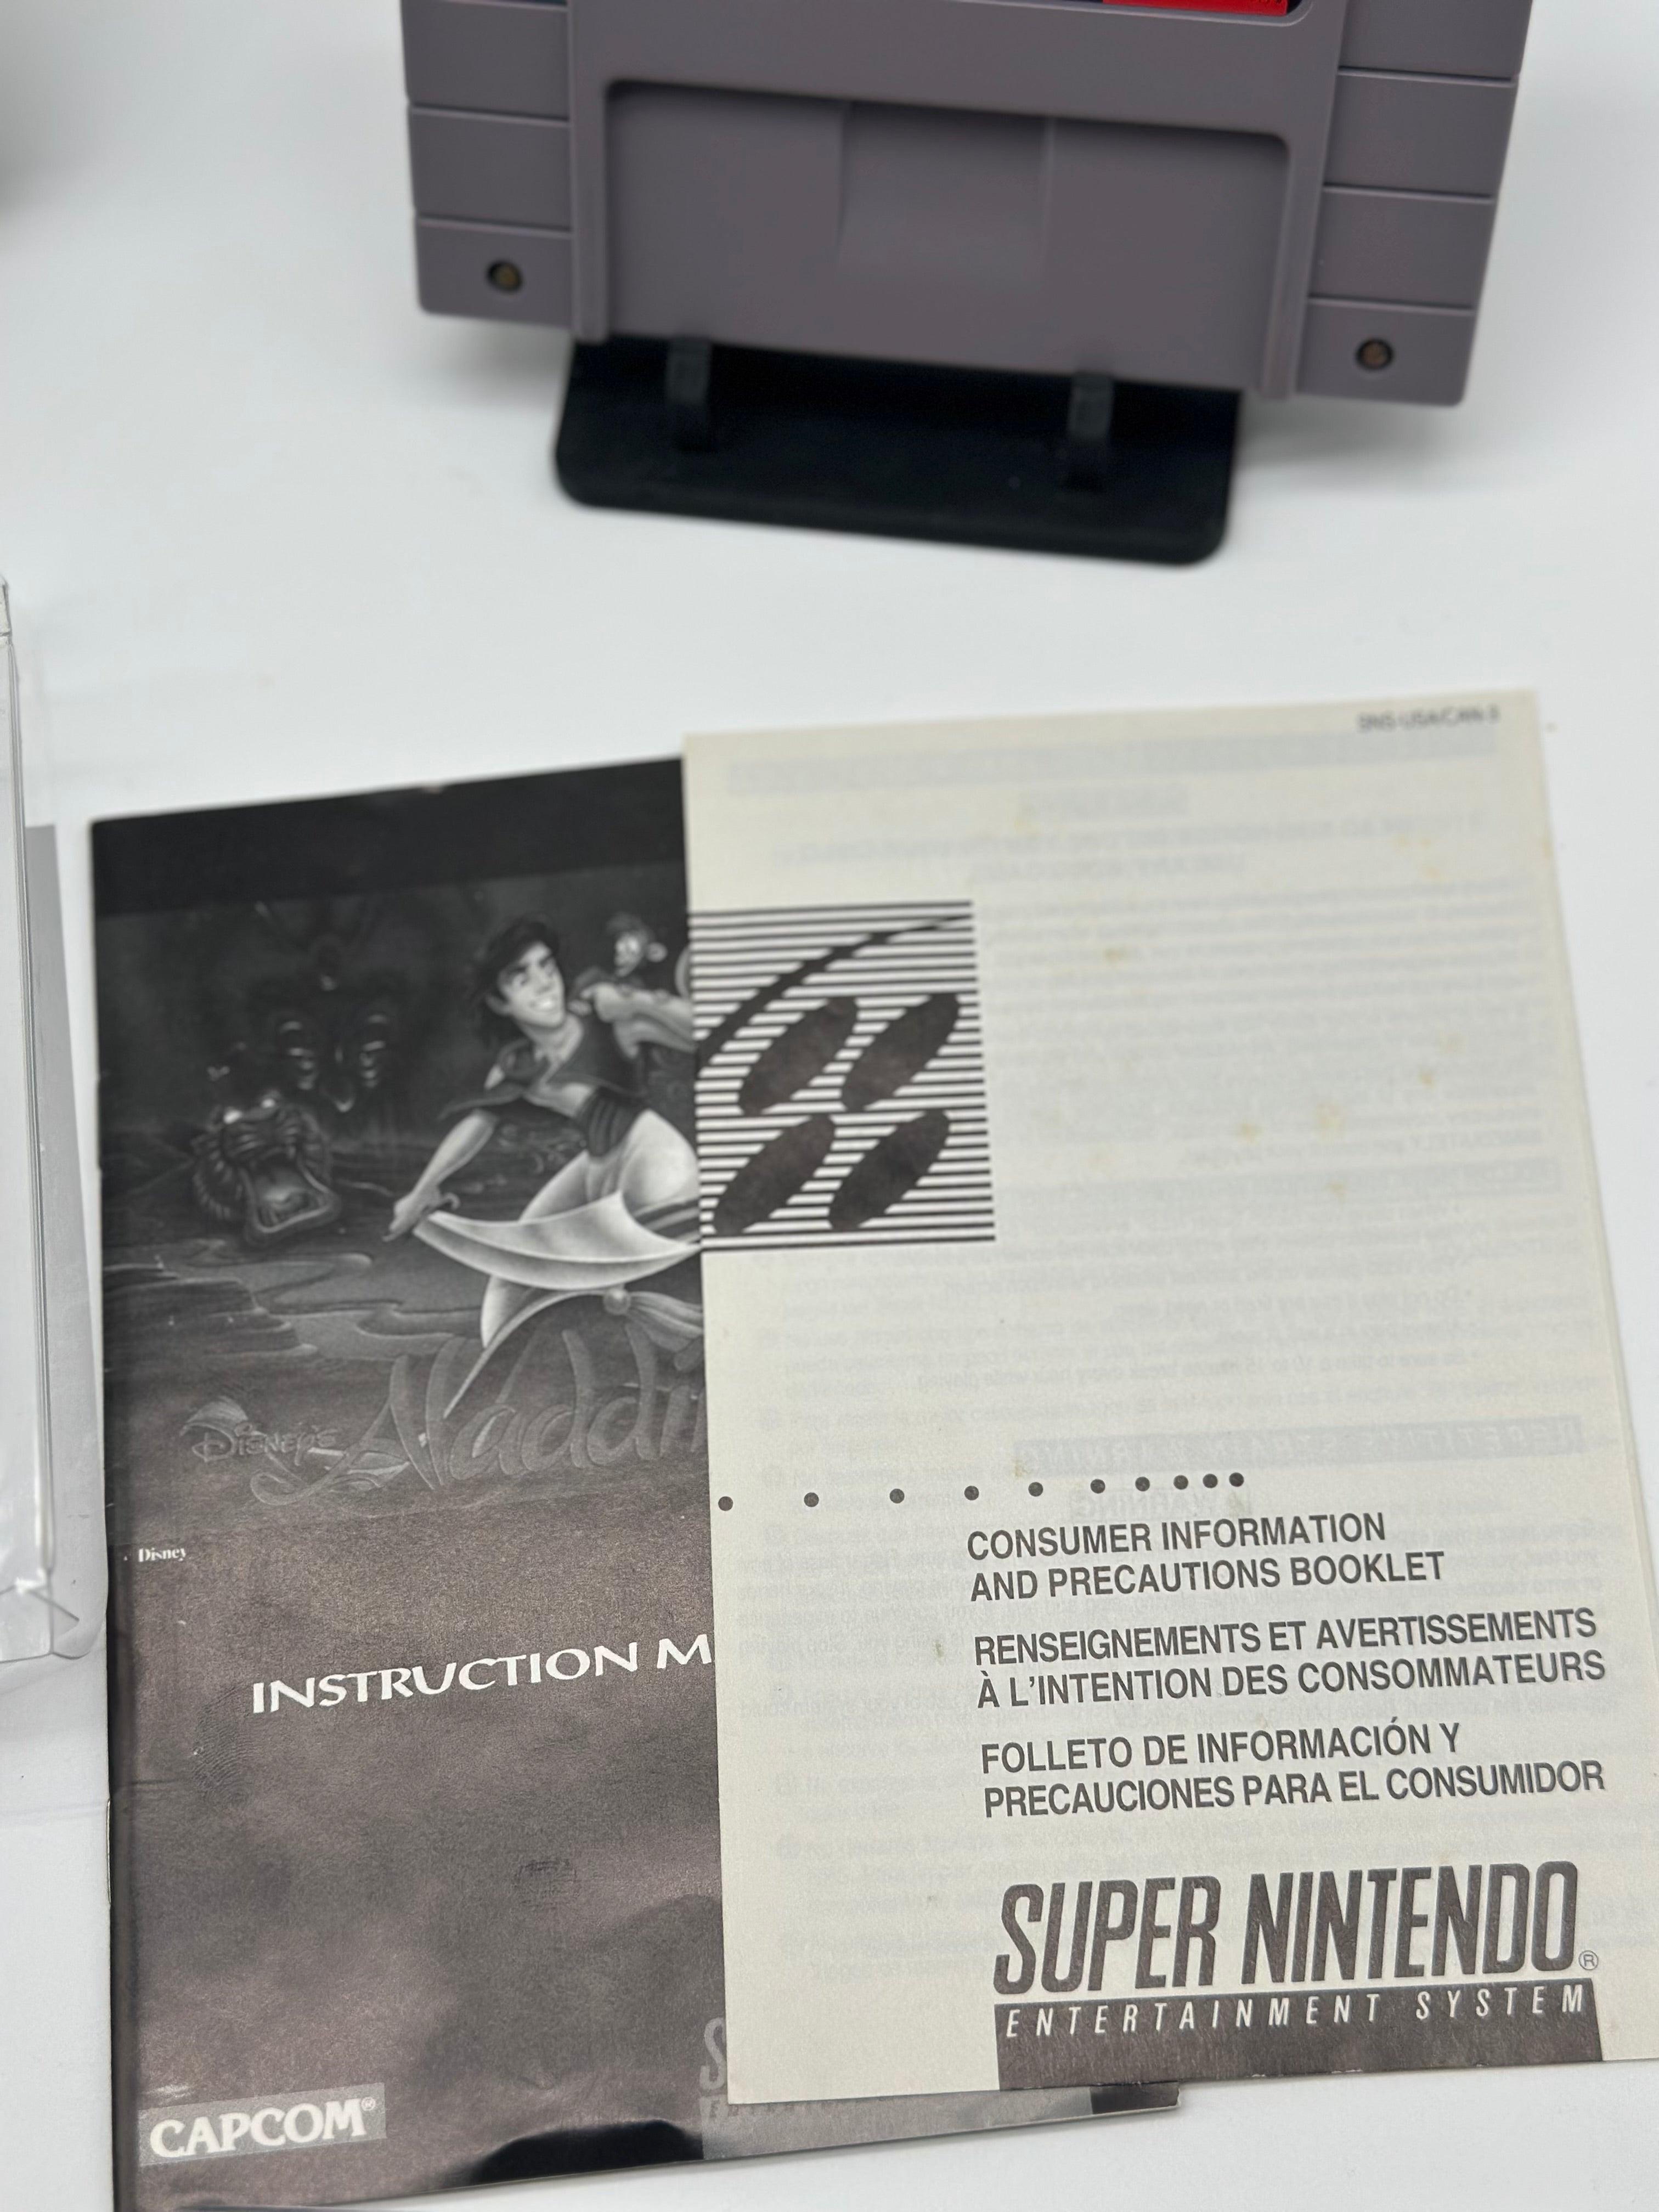 SNS-USA/CAN-3
DISNEY'S
Aladdi
Disney
INSTRUCTION M
CAPCOM®
CONSUMER INFORMATION
AND PRECAUTIONS BOOKLET
RENSEIGNEMENTS ET AVERTISSEMENTS
À L'INTENTION DES CONSOMMATEURS
FOLLETO DE INFORMACIÓN Y
PRECAUCIONES PARA EL CONSUMIDOR
SUPER NINTENDO®
ENTERTAINMENT SYSTEM